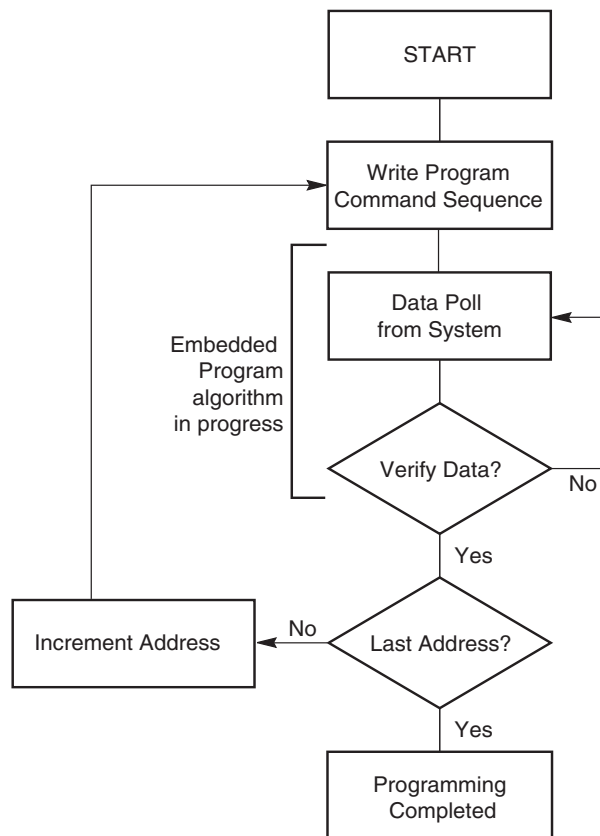 START
Write Program
Command Sequence
Data Poll
from System
Embedded
Program
algorithm
in progress
Verify Data?
No
Yes
No
Increment Address
Last Address?
Yes
Programming
Completed